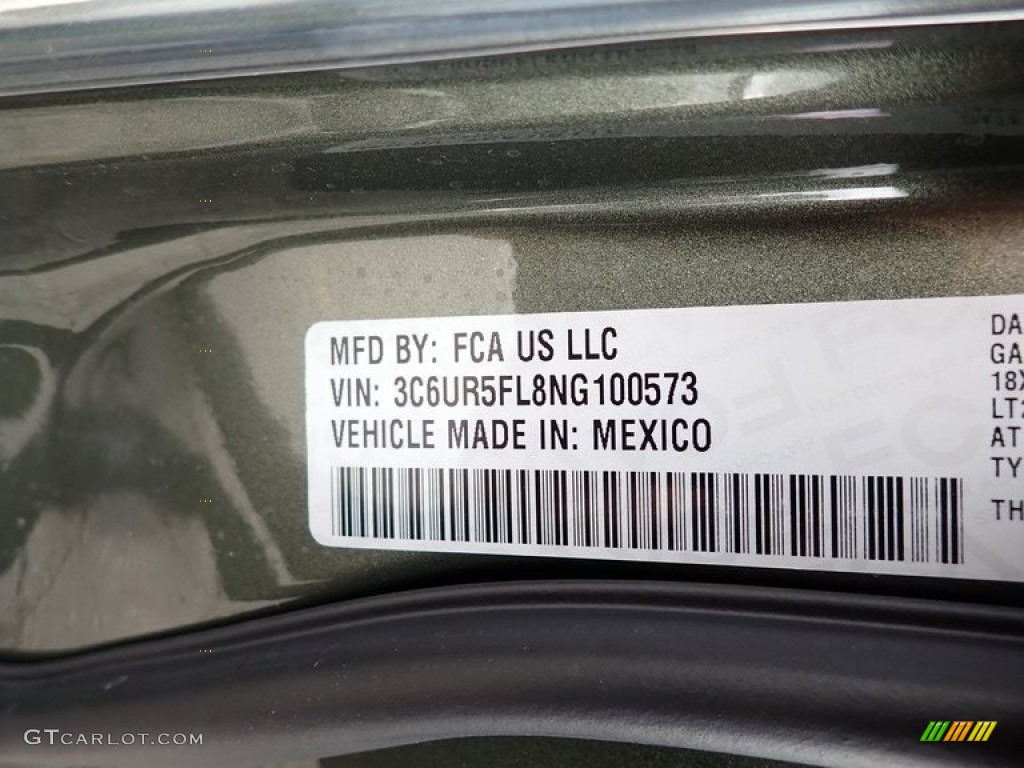 MFD BY: FCA US LLC
VIN: 3C6UR5FL8NG100573
VEHICLE MADE IN: MEXICO
DA
GA
18X
LT2
AT
TY
TH
GTCARLOT.COM